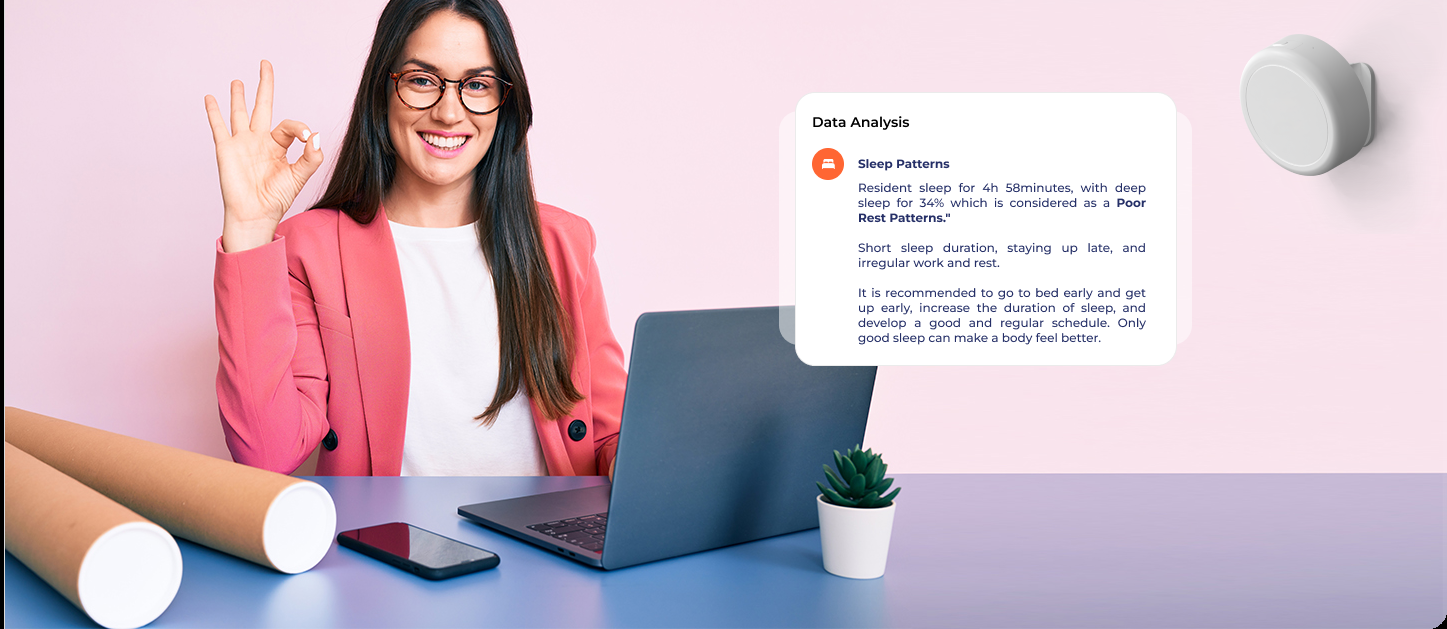 Data Analysis
Sleep Patterns
Resident sleep for 4h 58minutes, with deep
sleep for 34% which is considered as a Poor
Rest Patterns."
Short sleep duration, staying up late, and
irregular work and rest.
It is recommended to go to bed early and get
up early, increase the duration of sleep, and
develop a good and regular schedule. Only
good sleep can make a body feel better.